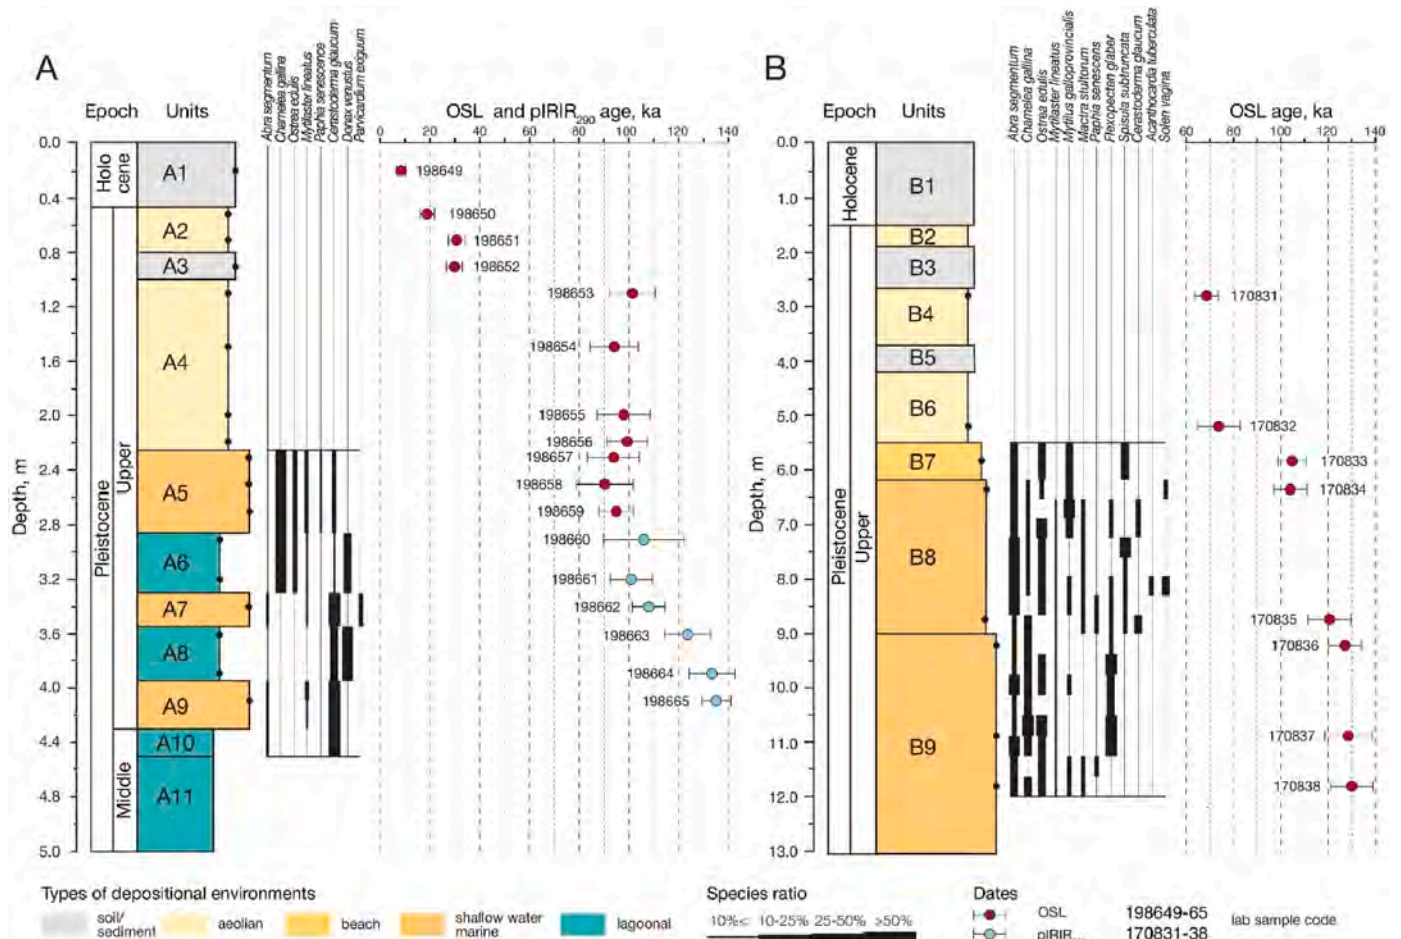 A
Epoch Units
Abra segmentum
Chamelea gallina
Ostrea edulis
Mytilaster lineatus
Paphia senescence
Cerastoderma glaucum
Donax venustus
Parvicardium exiguum
OSL and pIRIR290 age, ka
0 20 40 60 80 100 120 140
Depth, m
0.0
0.4
0.8
1.2
1.6
2.0
2.4
2.8
3.2
3.6
4.0
4.4
4.8
5.0
Holo
cene
Pleistocene
Upper
Middle
A1
A2
A3
A4
A5
A6
A7
A8
A9
A10
A11
198649
198650
198651
198652
198653
198654
198655
198656
198657
198658
198659
198660
198661
198662
198663
198664
198665
B
Epoch Units
Abra segmentum
Chamelea gallina
Ostrea edulis
Mytilaster lineatus
Mytilus galloprovincialis
Mactra stultorum
Paphia senescens
Flexopecten glaber
Spisula subtruncata
Cerastoderma glaucum
Acanthocardia tuberculata
Solen vagina
OSL age, ka
60 80 100 120 140
Depth, m
0.0
1.0
2.0
3.0
4.0
5.0
6.0
7.0
8.0
9.0
10.0
11.0
12.0
13.0
Holocene
Pleistocene
Upper
B1
B2
B3
B4
B5
B6
B7
B8
B9
170831
170832
170833
170834
170835
170836
170837
170838
Types of depositional environments
soil/
sediment
aeolian
beach
shallow water
marine
lagoonal
Species ratio
10%≤ 10-25% 25-50% >50%
Dates
OSL
pIRIR
198649-65
170831-38
lab sample code